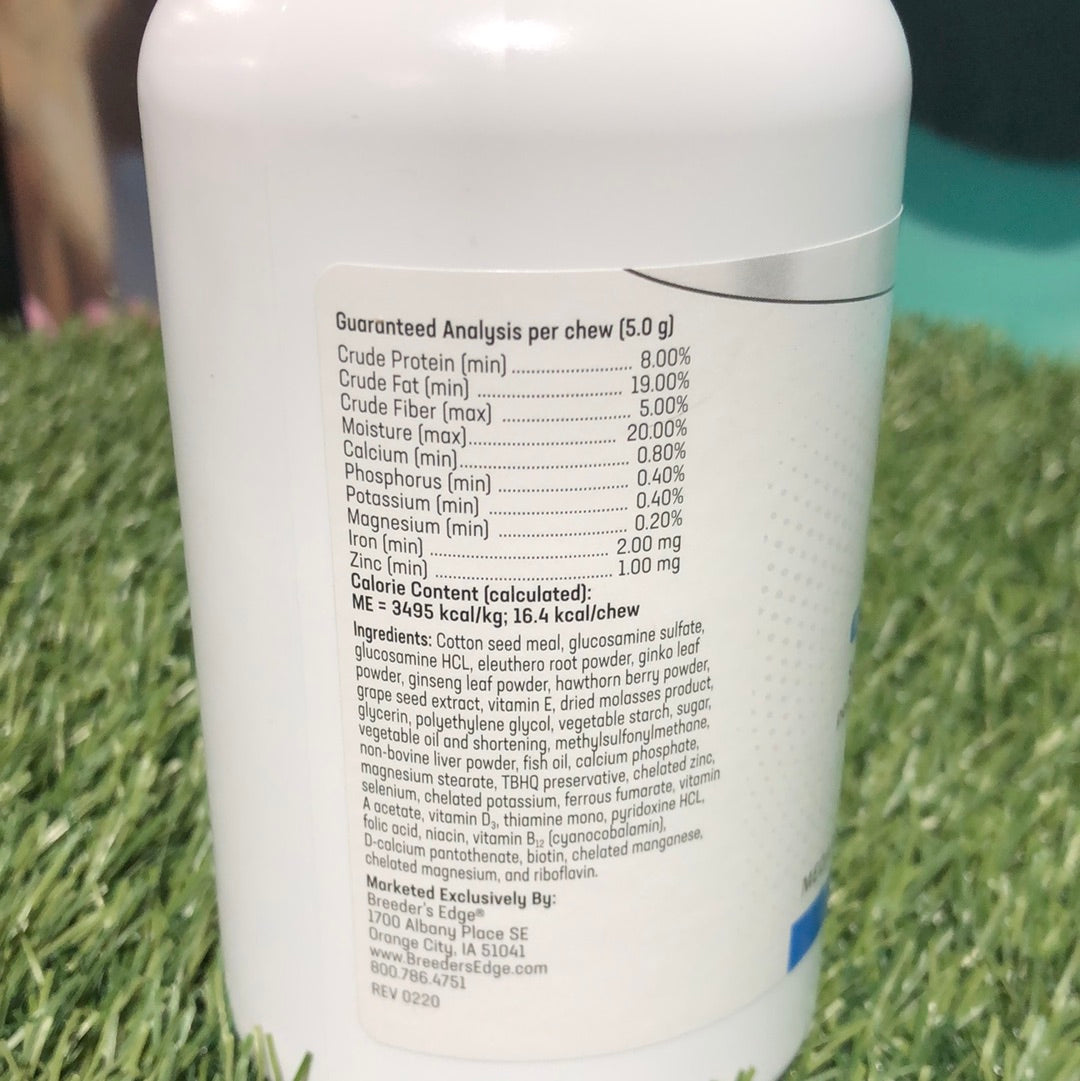 Guaranteed Analysis per chew (5.0 g)
Crude Protein (min) ........................ 8.00%
Crude Fat (min) ............................. 19.00%
Crude Fiber (max) .......................... 5.00%
Moisture (max).............................. 20.00%
Calcium (min)................................... 0.80%
Phosphorus (min) ........................... 0.40%
Potassium (min) ............................. 0.40%
Magnesium (min) ........................... 0.20%
Iron (min) ..................................... 2.00 mg
Zinc (min) ..................................... 1.00 mg
Calorie Content (calculated):
ME = 3495 kcal/kg; 16.4 kcal/chew
Ingredients: Cotton seed meal, glucosamine sulfate,
glucosamine HCL, eleuthero root powder, ginko leaf
powder, ginseng leaf powder, hawthorn berry powder,
grape seed extract, vitamin E, dried molasses product,
glycerin, polyethylene glycol, vegetable starch, sugar,
vegetable oil and shortening, methylsulfonylmethane,
non-bovine liver powder, fish oil, calcium phosphate,
magnesium stearate, TBHQ preservative, chelated zinc,
selenium, chelated potassium, ferrous fumarate, vitamin
A acetate, vitamin D₃, thiamine mono, pyridoxine HCL,
folic acid, niacin, vitamin B₁₂ (cyanocobalamin),
D-calcium pantothenate, biotin, chelated manganese,
chelated magnesium, and riboflavin.
Marketed Exclusively By:
Breeder's Edge®
1700 Albany Place SE
Orange City, IA 51041
www.BreedersEdge.com
800.786.4751
REV 0220